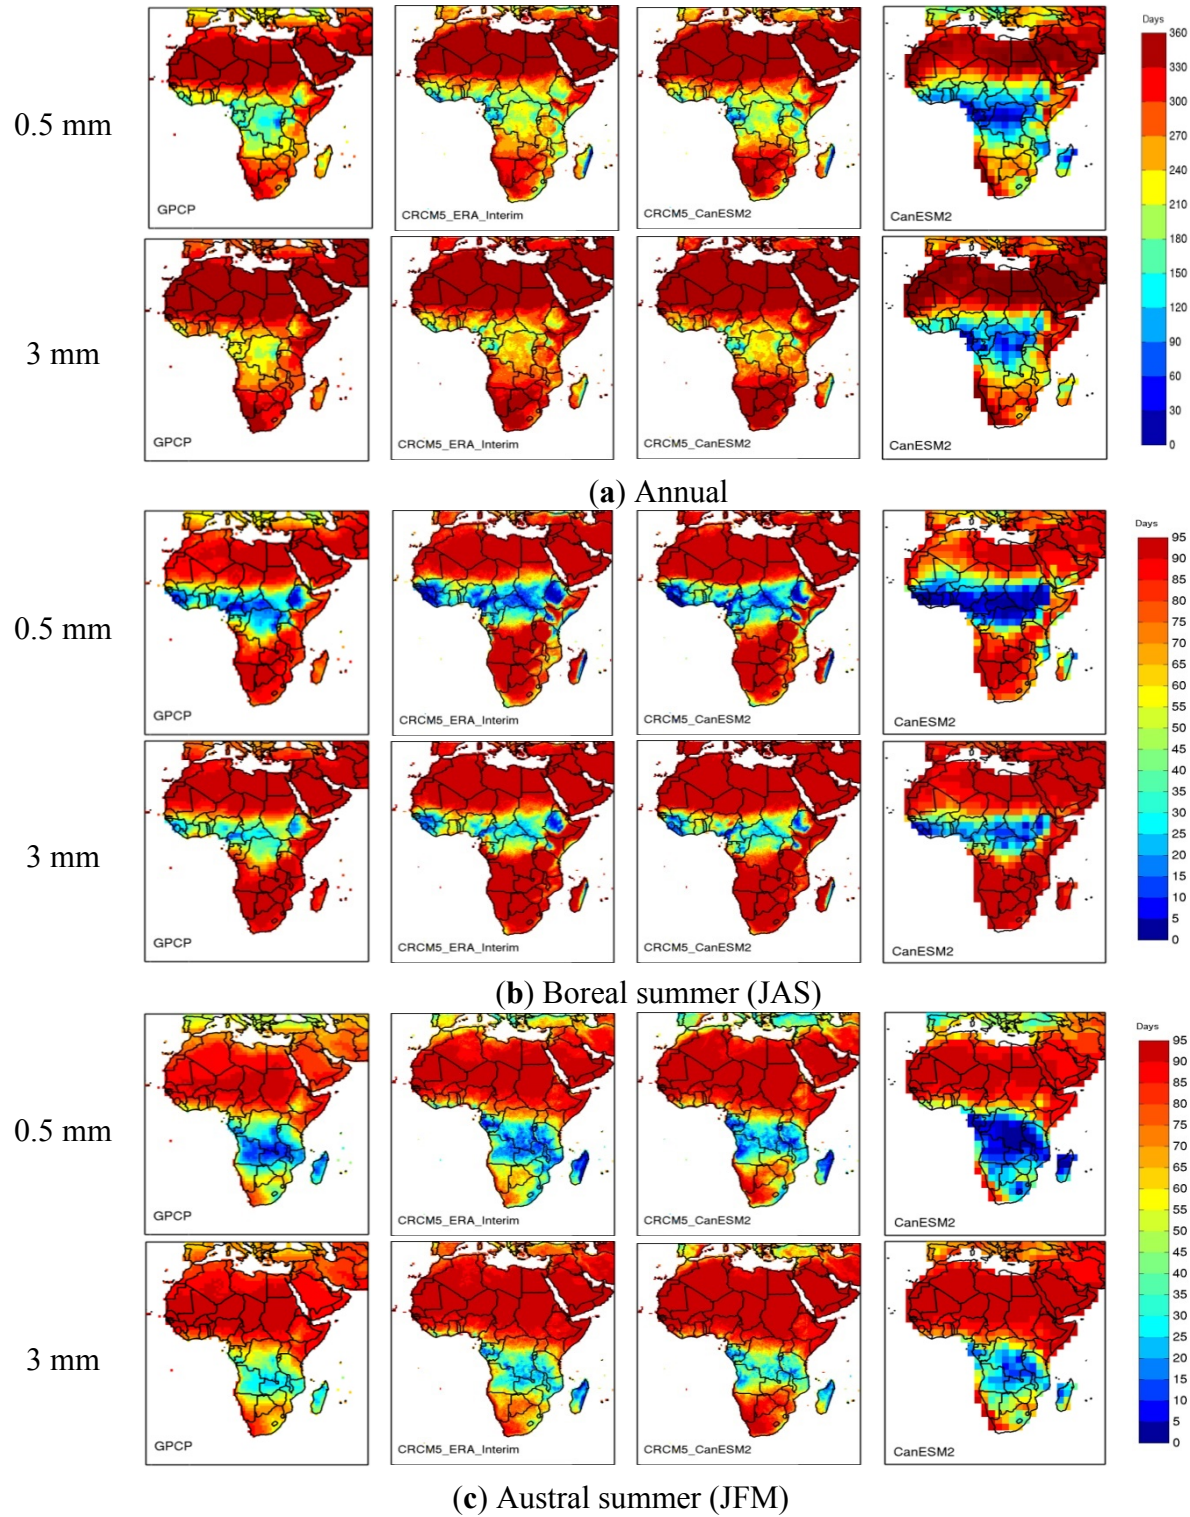 Days
360
330
300
270
240
210
180
150
120
90
60
30
0
0.5 mm
GPCP
CRCM5_ERA_Interim
CRCM5_CanESM2
CanESM2
3 mm
GPCP
CRCM5_ERA_Interim
CRCM5_CanESM2
CanESM2
(a) Annual
Days
95
90
85
80
75
70
65
60
55
50
45
40
35
30
25
20
15
10
5
0
0.5 mm
GPCP
CRCM5_ERA_Interim
CRCM5_CanESM2
CanESM2
3 mm
GPCP
CRCM5_ERA_Interim
CRCM5_CanESM2
CanESM2
(b) Boreal summer (JAS)
Days
95
90
85
80
75
70
65
60
55
50
45
40
35
30
25
20
15
10
5
0
0.5 mm
GPCP
CRCM5_ERA_Interim
CRCM5_CanESM2
CanESM2
3 mm
GPCP
CRCM5_ERA_Interim
CRCM5_CanESM2
CanESM2
(c) Austral summer (JFM)